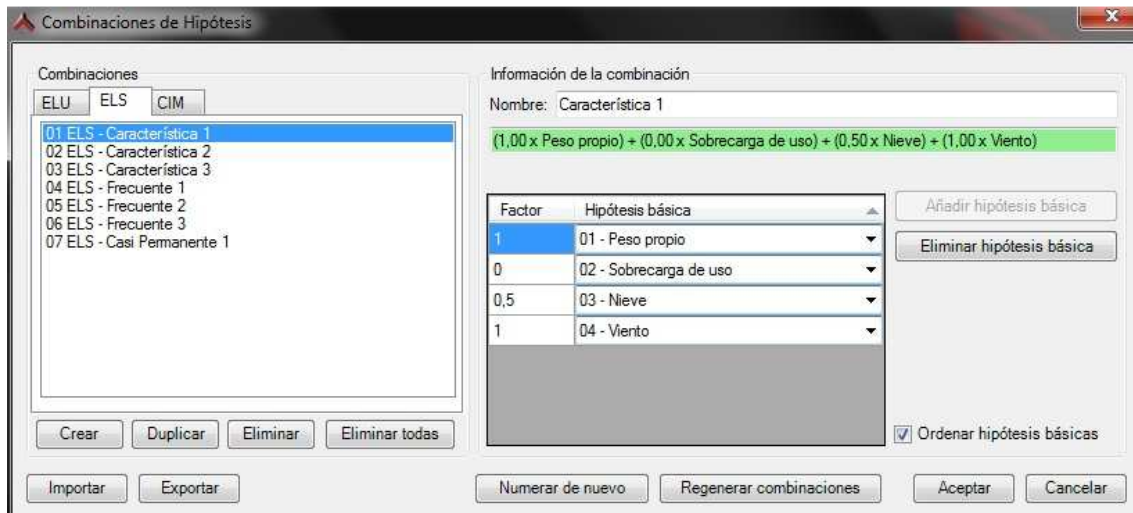 Combinaciones de Hipótesis
Combinaciones
ELU ELS CIM
01 ELS - Característica 1
02 ELS - Característica 2
03 ELS - Característica 3
04 ELS - Frecuente 1
05 ELS - Frecuente 2
06 ELS - Frecuente 3
07 ELS - Casi Permanente 1
Crear Duplicar Eliminar Eliminar todas
Información de la combinación
Nombre: Característica 1
(1,00 x Peso propio) + (0,00 x Sobrecarga de uso) + (0,50 x Nieve) + (1,00 x Viento)
Factor Hipótesis básica
1 01 - Peso propio
0 02 - Sobrecarga de uso
0,5 03 - Nieve
1 04 - Viento
Añadir hipótesis básica
Eliminar hipótesis básica
Ordenar hipótesis básicas
Importar Exportar Numerar de nuevo Regenerar combinaciones Aceptar Cancelar